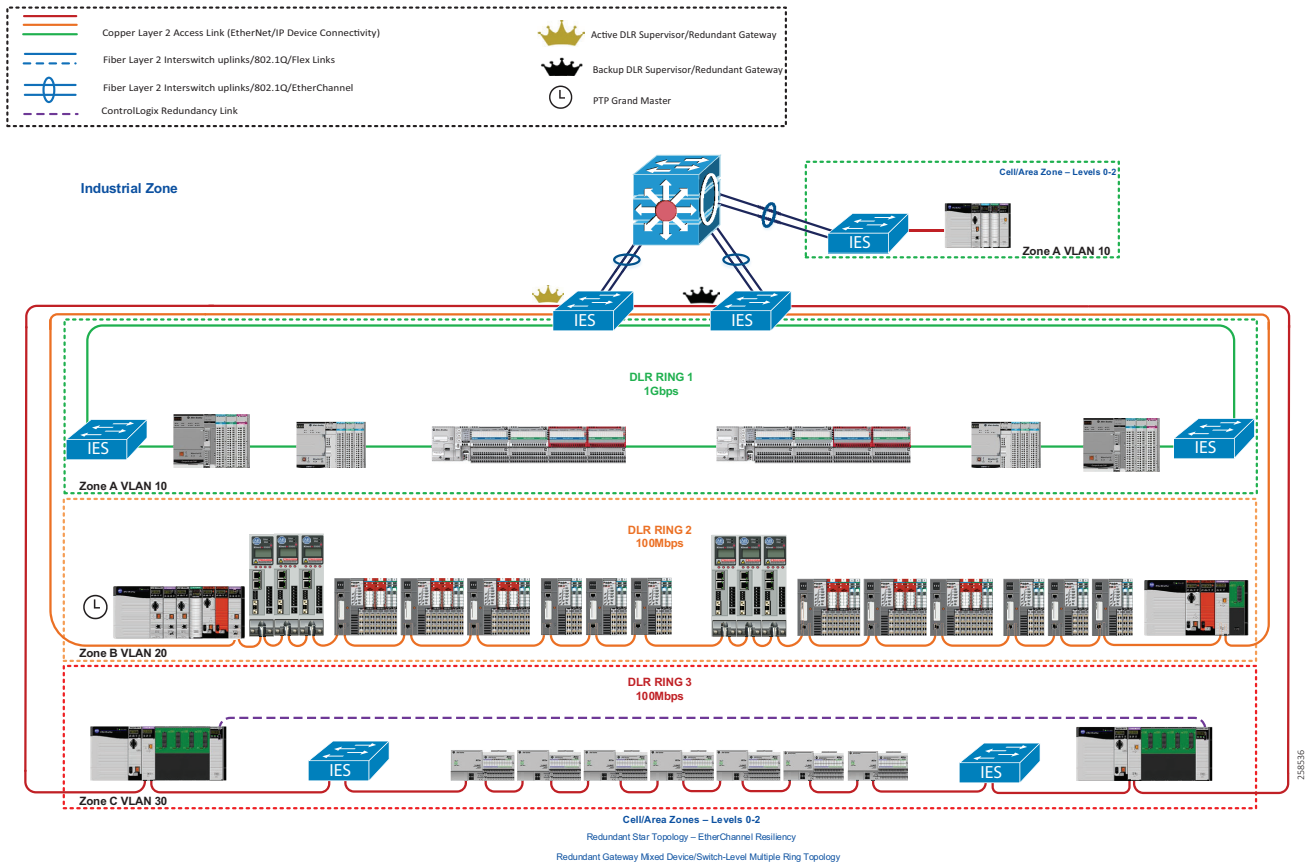 Copper Layer 2 Access Link (EtherNet/IP Device Connectivity)
Fiber Layer 2 Interswitch uplinks/802.1Q/Flex Links
Fiber Layer 2 Interswitch uplinks/802.1Q/EtherChannel
ControlLogix Redundancy Link
Active DLR Supervisor/Redundant Gateway
Backup DLR Supervisor/Redundant Gateway
PTP Grand Master
Industrial Zone
Cell/Area Zone – Levels 0-2
IES
Zone A VLAN 10
IES
IES
DLR RING 1
1Gbps
IES
IES
Zone A VLAN 10
DLR RING 2
100Mbps
Zone B VLAN 20
DLR RING 3
100Mbps
IES
IES
Zone C VLAN 30
258536
Cell/Area Zones – Levels 0-2
Redundant Star Topology – EtherChannel Resiliency
Redundant Gateway Mixed Device/Switch-Level Multiple Ring Topology